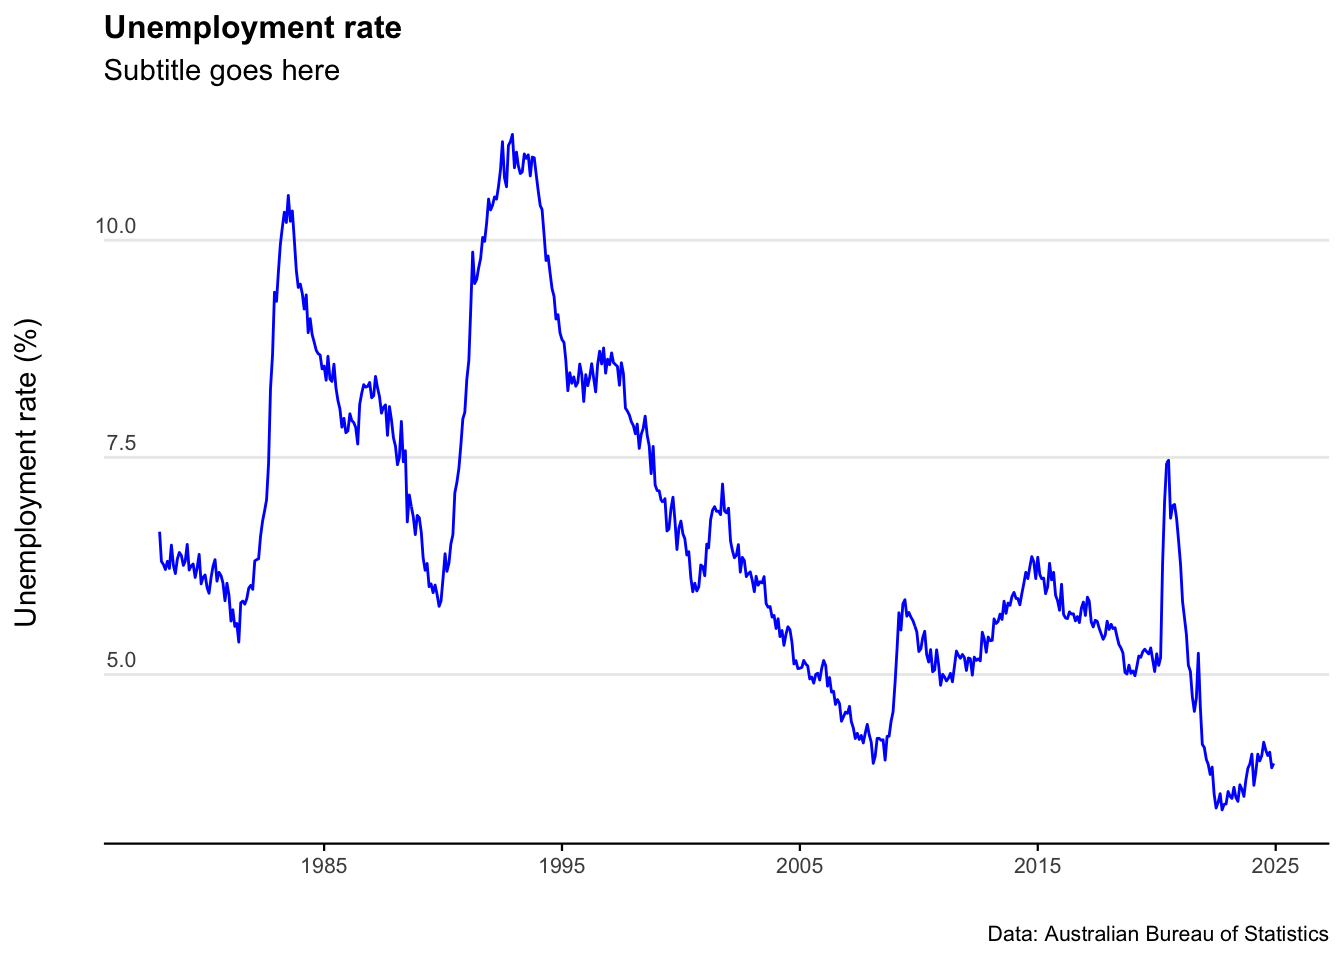 Unemployment rate
Subtitle goes here
Unemployment rate (%)
10.0
7.5
5.0
1985
1995
2005
2015
2025
Data: Australian Bureau of Statistics